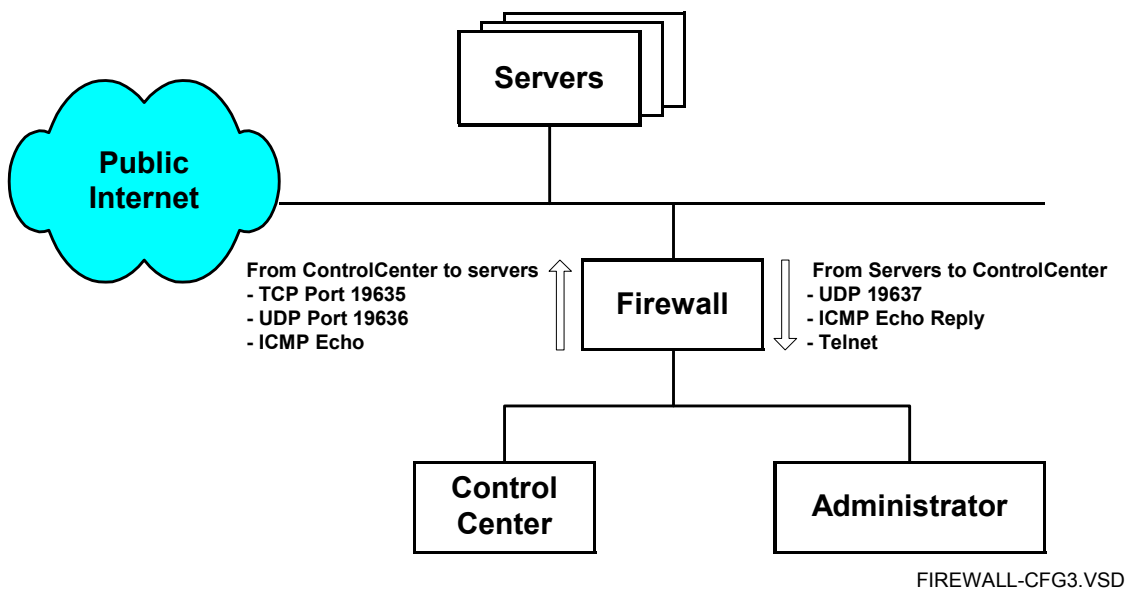 Servers
Public
Internet
From ControlCenter to servers
- TCP Port 19635
- UDP Port 19636
- ICMP Echo
Firewall
From Servers to ControlCenter
- UDP 19637
- ICMP Echo Reply
- Telnet
Control
Center
Administrator
FIREWALL-CFG3.VSD